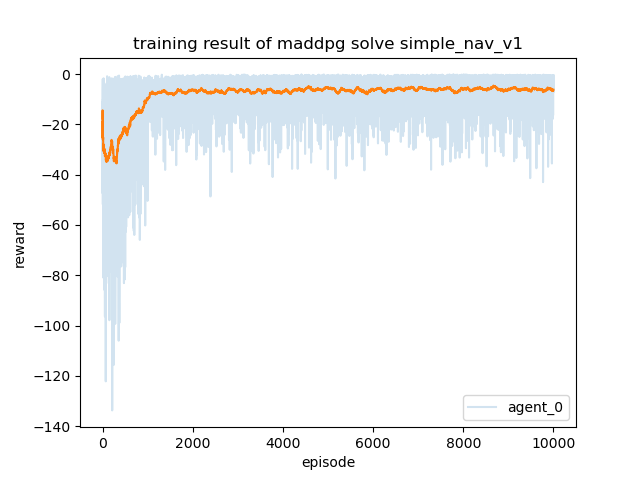 training result of maddpg solve simple_nav_v1
0
−20
−40
−60
−80
−100
−120
−140
reward
0 2000 4000 6000 8000 10000
episode
agent_0